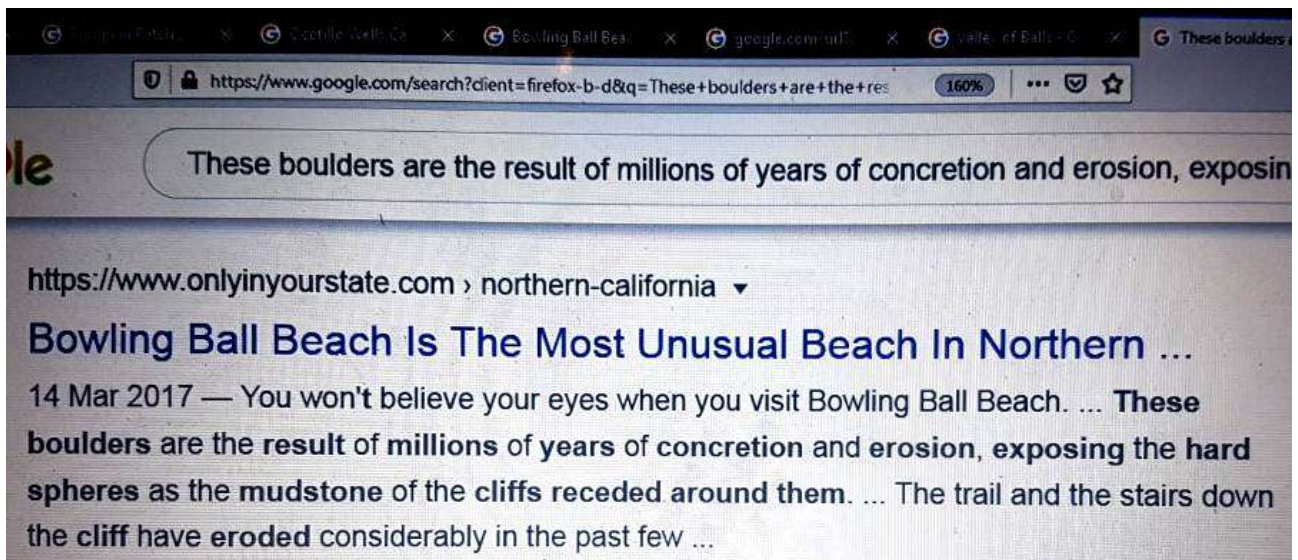 Bowling Ball Bea google.com/url? Valley of Balls - G These boulders a
https://www.google.com/search?client=firefox-b-d&q=These+boulders+are+the+res 160%
le These boulders are the result of millions of years of concretion and erosion, exposin
https://www.onlyinyourstate.com › northern-california
Bowling Ball Beach Is The Most Unusual Beach In Northern ...
14 Mar 2017 — You won't believe your eyes when you visit Bowling Ball Beach. ... These
boulders are the result of millions of years of concretion and erosion, exposing the hard
spheres as the mudstone of the cliffs receded around them. ... The trail and the stairs down
the cliff have eroded considerably in the past few ...